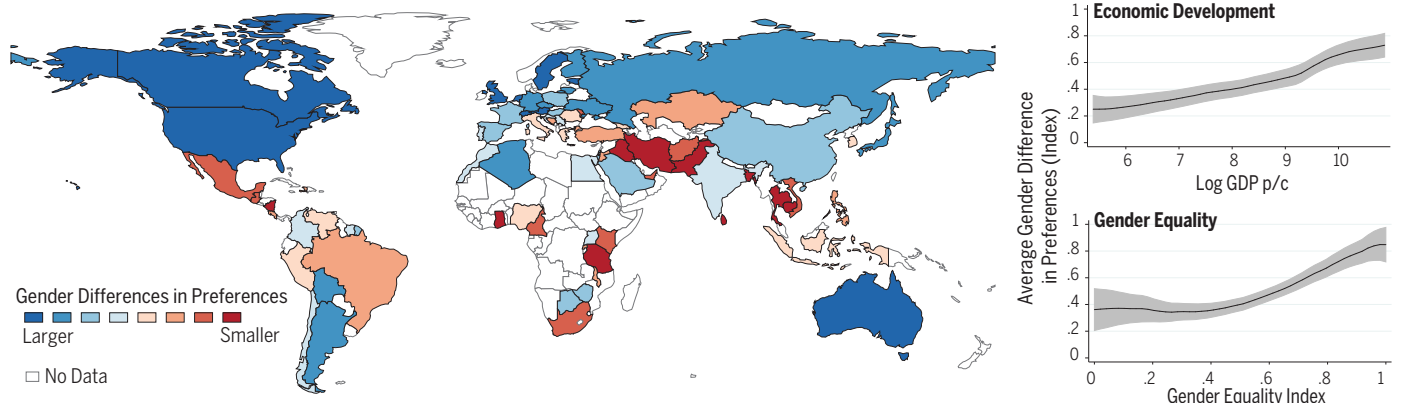 Gender Differences in Preferences
Larger
Smaller
No Data
Average Gender Difference
in Preferences (Index)
Economic Development
1
.8
.6
.4
.2
0
6 7 8 9 10
Log GDP p/c
Gender Equality
1
.8
.6
.4
.2
0
0 .2 .4 .6 .8 1
Gender Equality Index